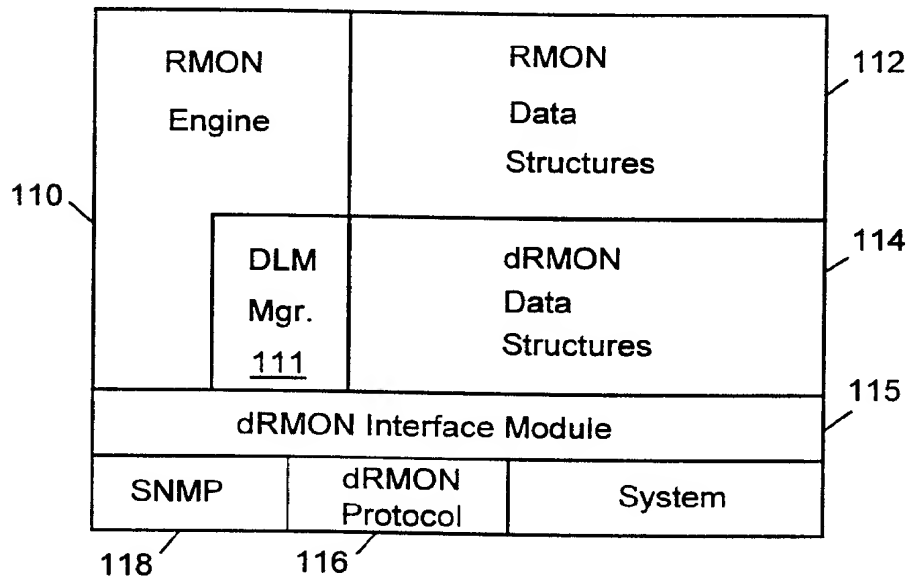 RMON
Engine
RMON
Data
Structures
112
110
DLM
Mgr.
111
dRMON
Data
Structures
114
115
dRMON Interface Module
SNMP
dRMON
Protocol
System
118
116